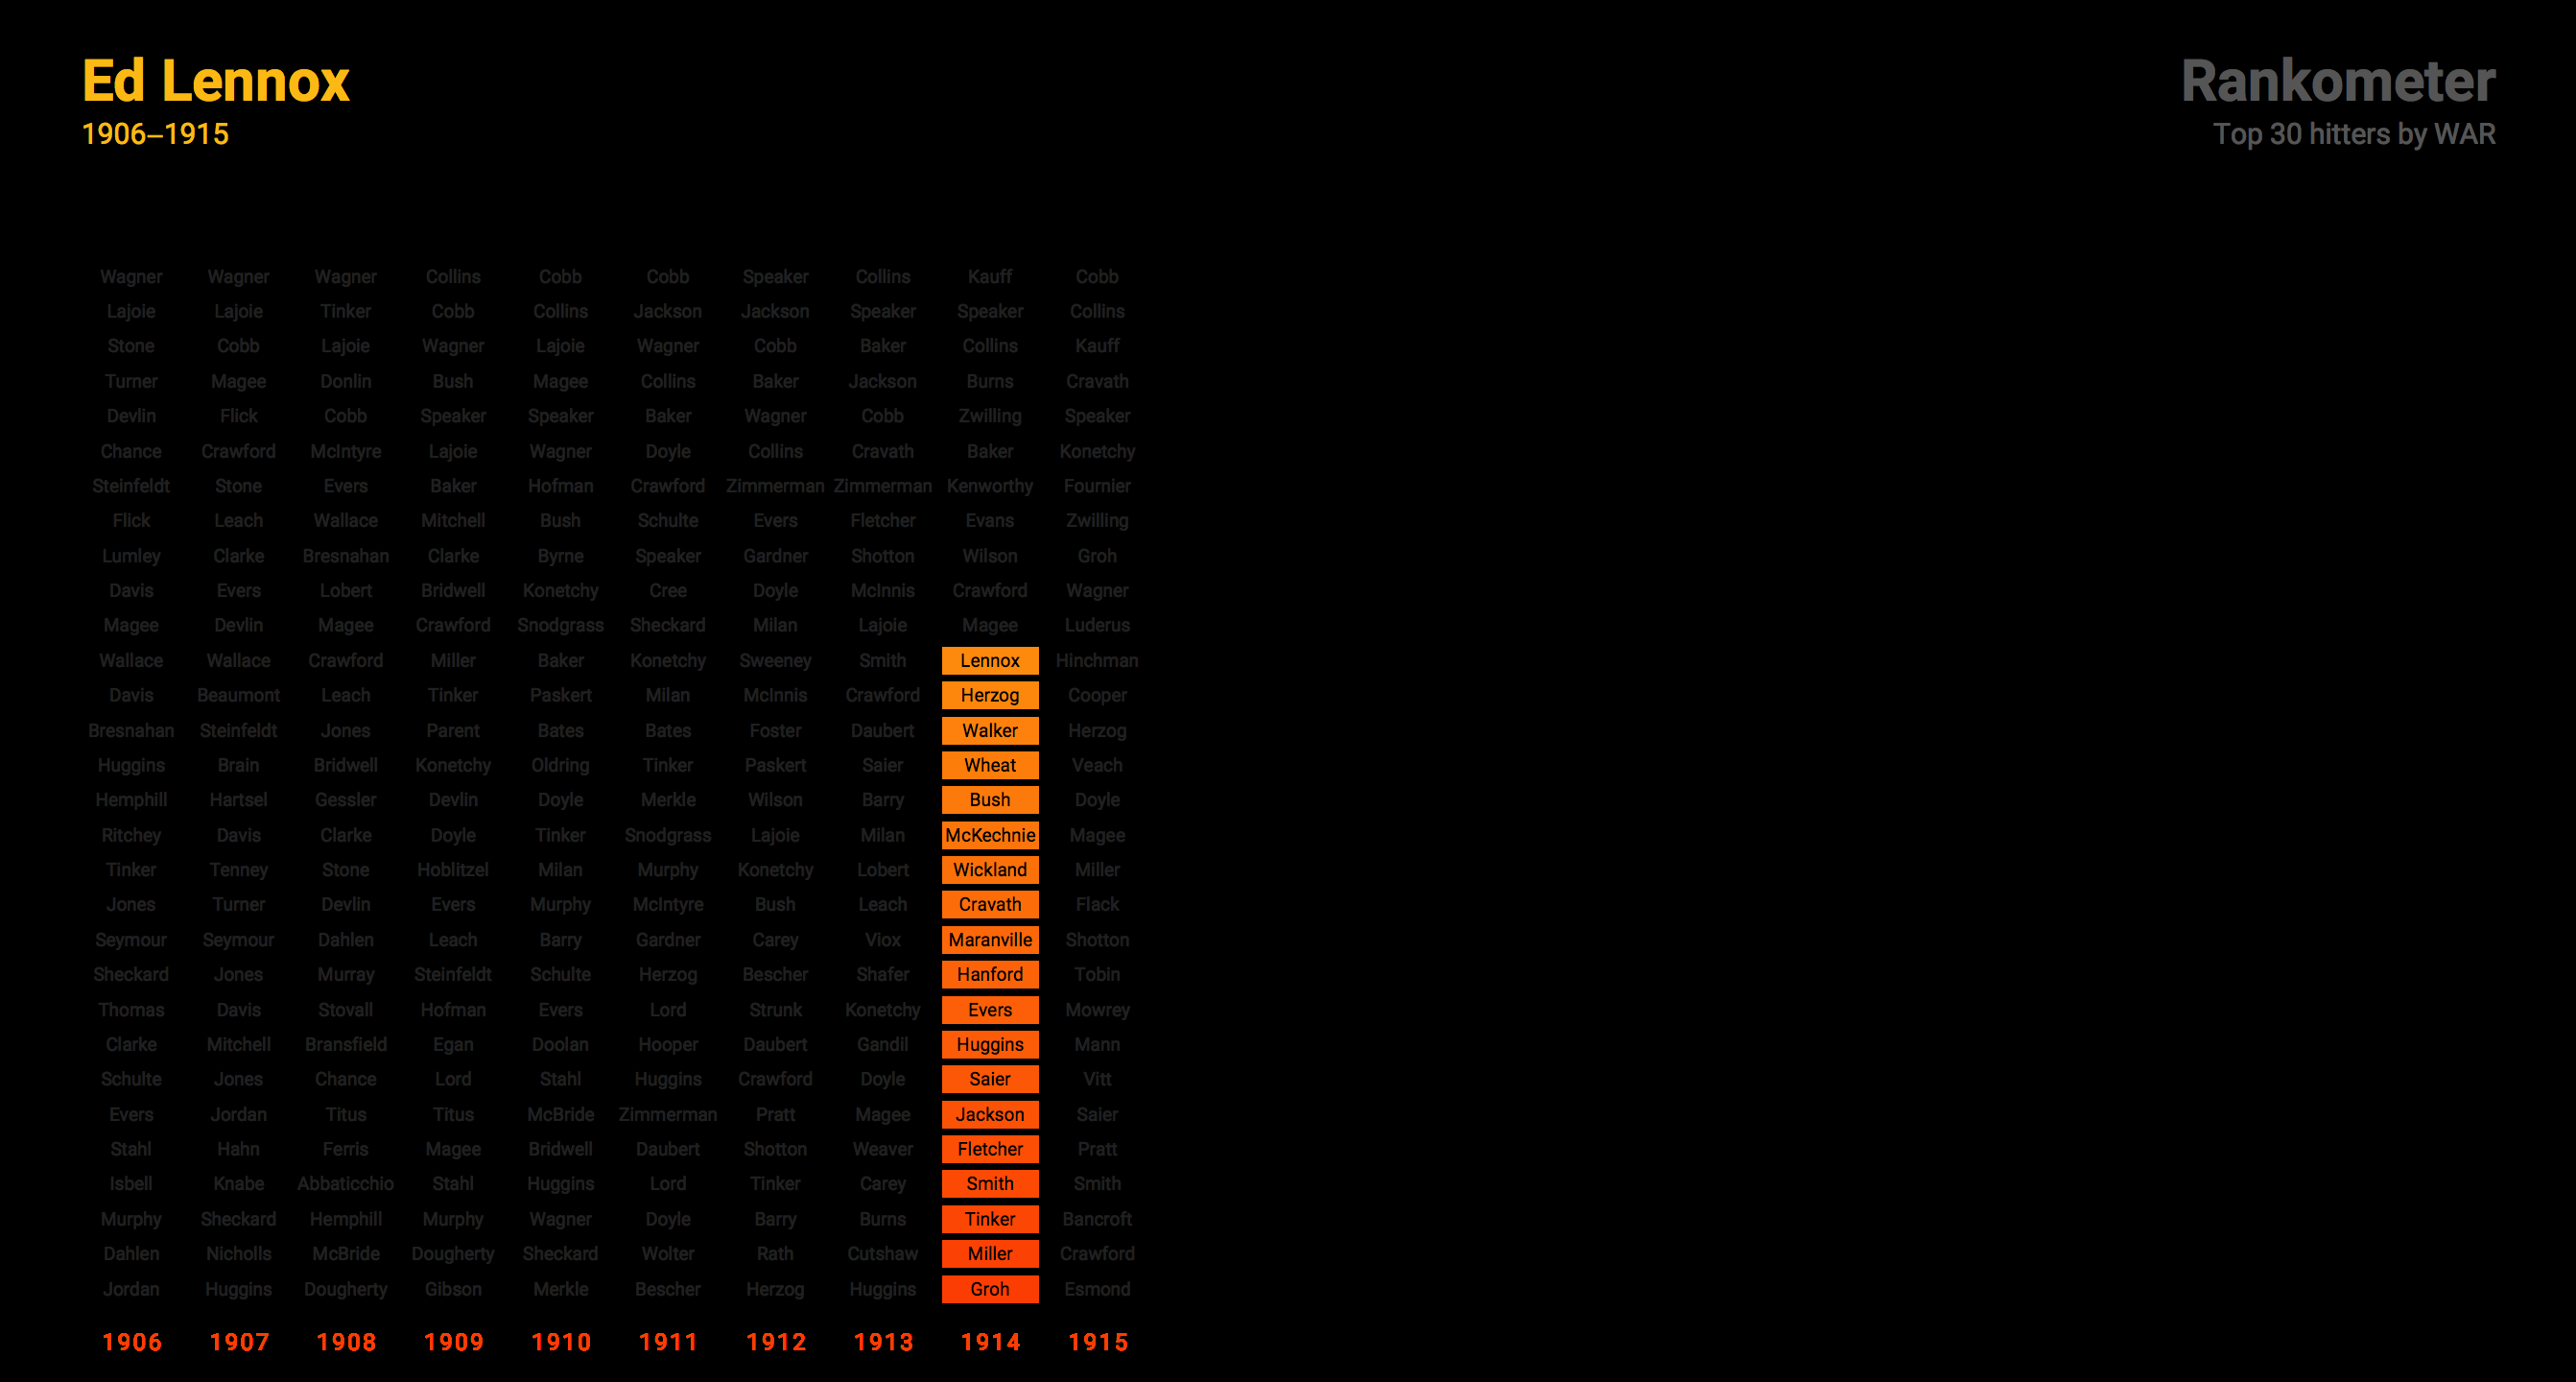 Ed Lennox
1906–1915
Rankometer
Top 30 hitters by WAR
Wagner Wagner Wagner Collins Cobb Cobb Speaker Collins Kauff Cobb
Lajoie Lajoie Tinker Cobb Collins Jackson Jackson Speaker Speaker Collins
Stone Cobb Lajoie Wagner Lajoie Wagner Cobb Baker Collins Kauff
Turner Magee Donlin Bush Magee Collins Baker Jackson Burns Cravath
Devlin Flick Cobb Speaker Speaker Baker Wagner Cobb Zwilling Speaker
Chance Crawford McIntyre Lajoie Wagner Doyle Collins Cravath Baker Konetchy
Steinfeldt Stone Evers Baker Hofman Crawford Zimmerman Zimmerman Kenworthy Fournier
Flick Leach Wallace Mitchell Bush Schulte Evers Fletcher Evans Zwilling
Lumley Clarke Bresnahan Clarke Byrne Speaker Gardner Shotton Wilson Groh
Davis Evers Lobert Bridwell Konetchy Cree Doyle McInnis Crawford Wagner
Magee Devlin Magee Crawford Snodgrass Sheckard Milan Lajoie Magee Luderus
Wallace Wallace Crawford Miller Baker Konetchy Sweeney Smith Lennox Hinchman
Davis Beaumont Leach Tinker Paskert Milan McInnis Crawford Herzog Cooper
Bresnahan Steinfeldt Jones Parent Bates Bates Foster Daubert Walker Herzog
Huggins Brain Bridwell Konetchy Oldring Tinker Paskert Saier Wheat Veach
Hemphill Hartsel Gessler Devlin Doyle Merkle Wilson Barry Bush Doyle
Ritchey Davis Clarke Doyle Tinker Snodgrass Lajoie Milan McKechnie Magee
Tinker Tenney Stone Hoblitzel Milan Murphy Konetchy Lobert Wickland Miller
Jones Turner Devlin Evers Murphy McIntyre Bush Leach Cravath Flack
Seymour Seymour Dahlen Leach Barry Gardner Carey Viox Maranville Shotton
Sheckard Jones Murray Steinfeldt Schulte Herzog Bescher Shafer Hanford Tobin
Thomas Davis Stovall Hofman Evers Lord Strunk Konetchy Evers Mowrey
Clarke Mitchell Bransfield Egan Doolan Hooper Daubert Gandil Huggins Mann
Schulte Jones Chance Lord Stahl Huggins Crawford Doyle Saier Vitt
Evers Jordan Titus Titus McBride Zimmerman Pratt Magee Jackson Saier
Stahl Hahn Ferris Magee Bridwell Daubert Shotton Weaver Fletcher Pratt
Isbell Knabe Abbaticchio Stahl Huggins Lord Tinker Carey Smith Smith
Murphy Sheckard Hemphill Murphy Wagner Doyle Barry Burns Tinker Bancroft
Dahlen Nicholls McBride Dougherty Sheckard Wolter Rath Cutshaw Miller Crawford
Jordan Huggins Dougherty Gibson Merkle Bescher Herzog Huggins Groh Esmond
1906 1907 1908 1909 1910 1911 1912 1913 1914 1915